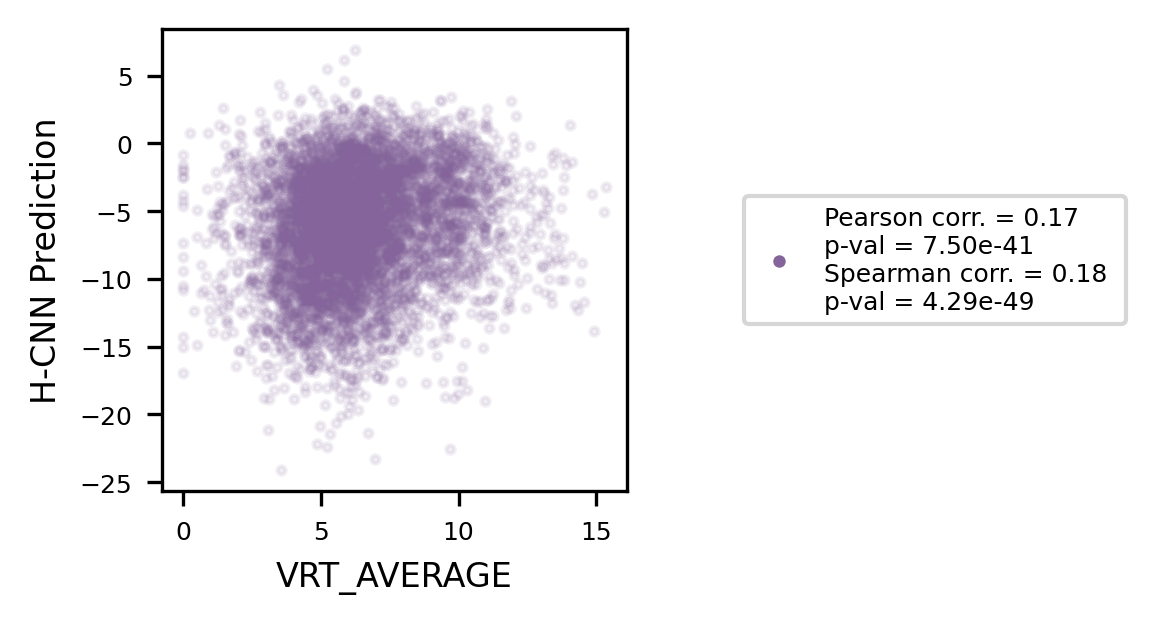 5
0
−5
−10
−15
−20
−25
H-CNN Prediction
0
5
10
15
VRT_AVERAGE
Pearson corr. = 0.17
p-val = 7.50e-41
Spearman corr. = 0.18
p-val = 4.29e-49